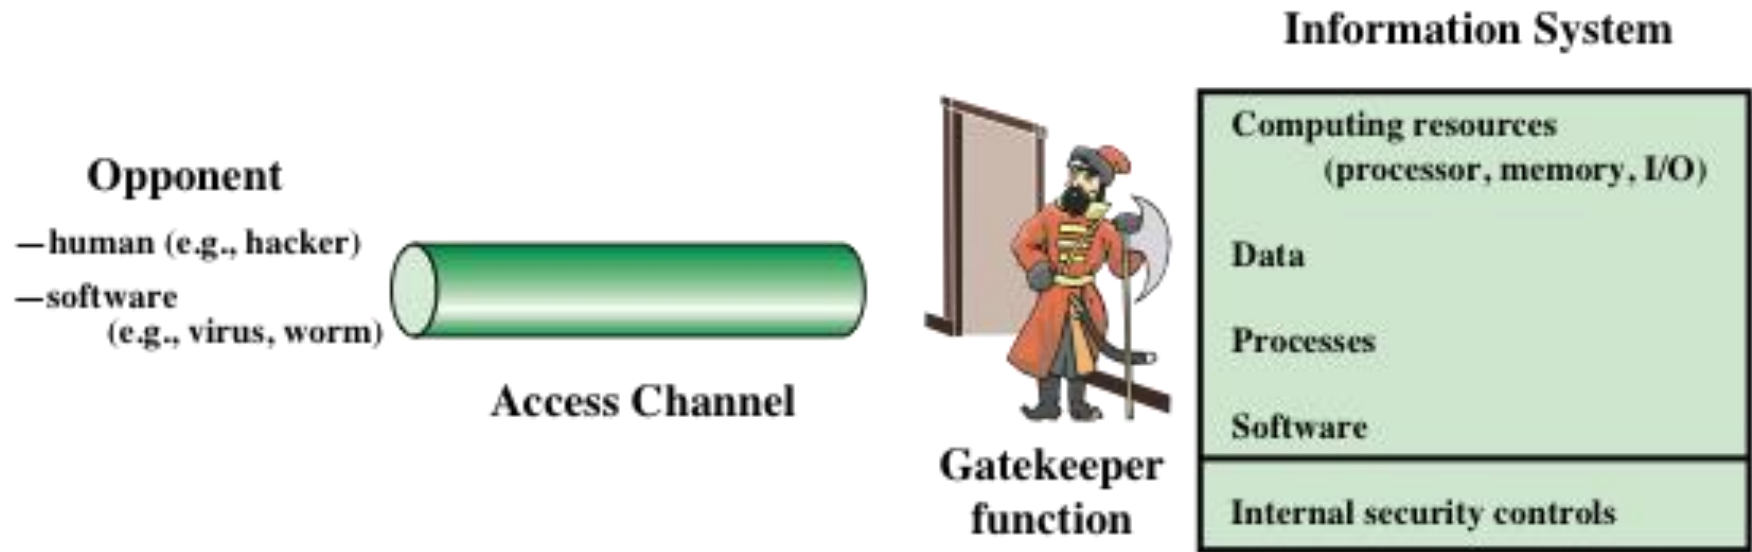 Opponent
—human (e.g., hacker)
—software
(e.g., virus, worm)
Access Channel
Gatekeeper
function
Information System
Computing resources
(processor, memory, I/O)
Data
Processes
Software
Internal security controls